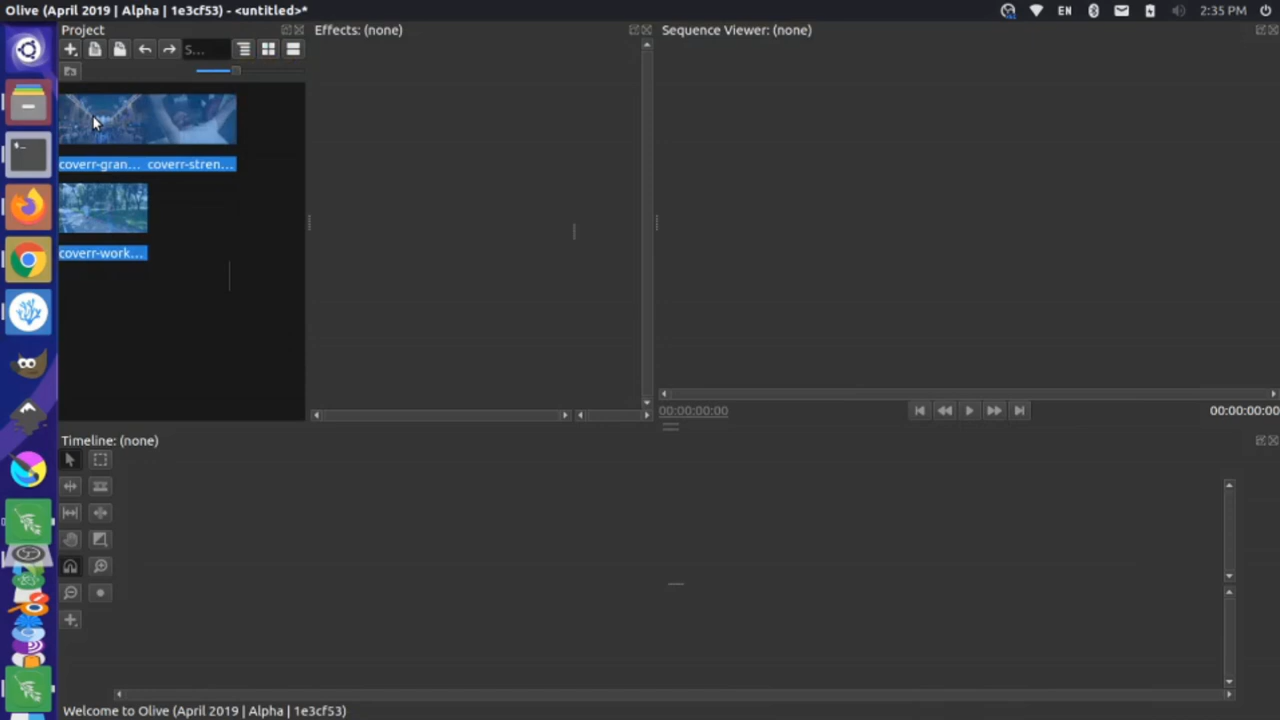 Olive (April 2019 | Alpha | 1e3cf53) - <untitled>*
EN
2:35 PM
Project
Effects: (none)
Sequence Viewer: (none)
S...
coverr-gran... coverr-stren...
coverr-work...
00:00:00:00
00:00:00:00
Timeline: (none)
Welcome to Olive (April 2019 | Alpha | 1e3cf53)